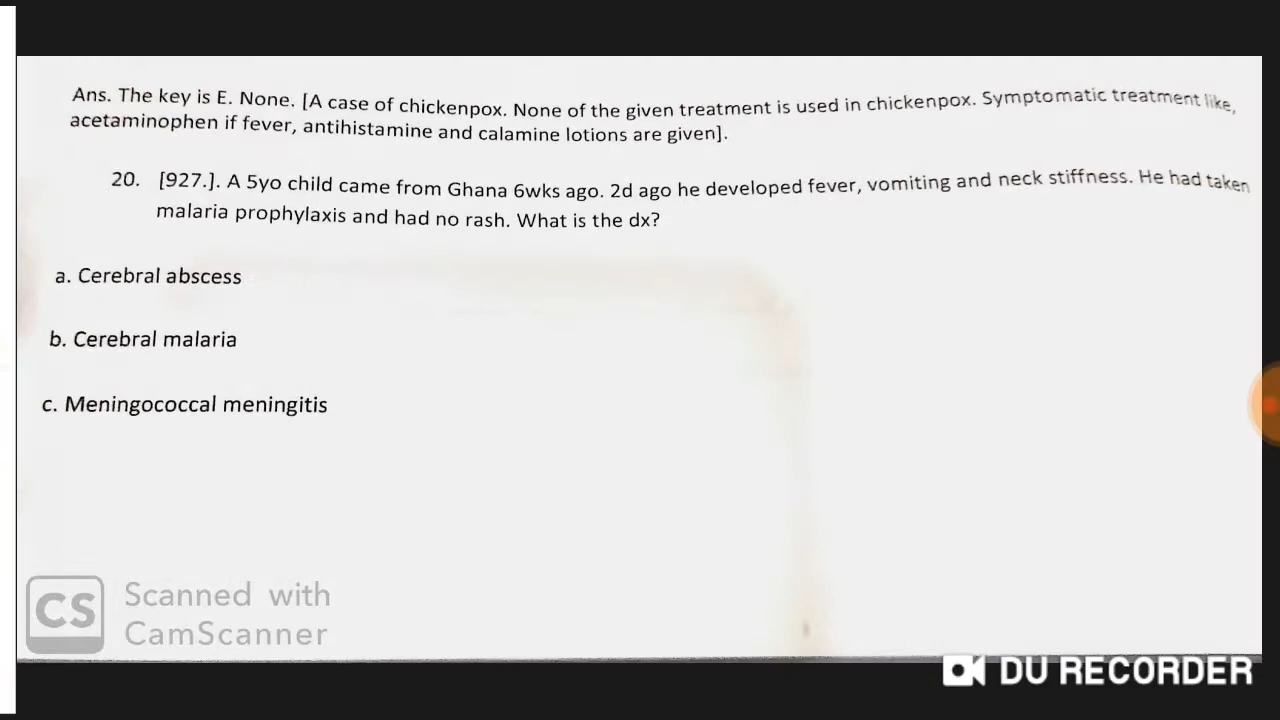 Ans. The key is E. None. [A case of chickenpox. None of the given treatment is used in chickenpox. Symptomatic treatment like,
acetaminophen if fever, antihistamine and calamine lotions are given].
20. [927.]. A 5yo child came from Ghana 6wks ago. 2d ago he developed fever, vomiting and neck stiffness. He had taken
malaria prophylaxis and had no rash. What is the dx?
a. Cerebral abscess
b. Cerebral malaria
c. Meningococcal meningitis
CS Scanned with
CamScanner
DU RECORDER